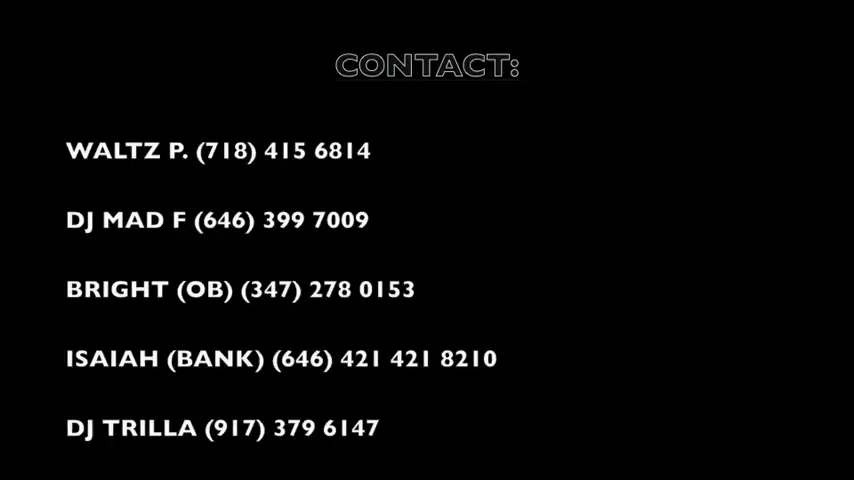 CONTACT:
WALTZ P. (718) 415 6814
DJ MAD F (646) 399 7009
BRIGHT (OB) (347) 278 0153
ISAIAH (BANK) (646) 421 421 8210
DJ TRILLA (917) 379 6147